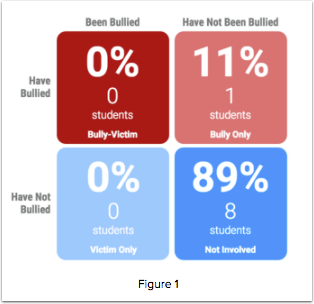 Been Bullied
Have Not Been Bullied
Have
Bullied
0%
0
students
Bully-Victim
11%
1
students
Bully Only
Have Not
Bullied
0%
0
students
Victim Only
89%
8
students
Not Involved
Figure 1